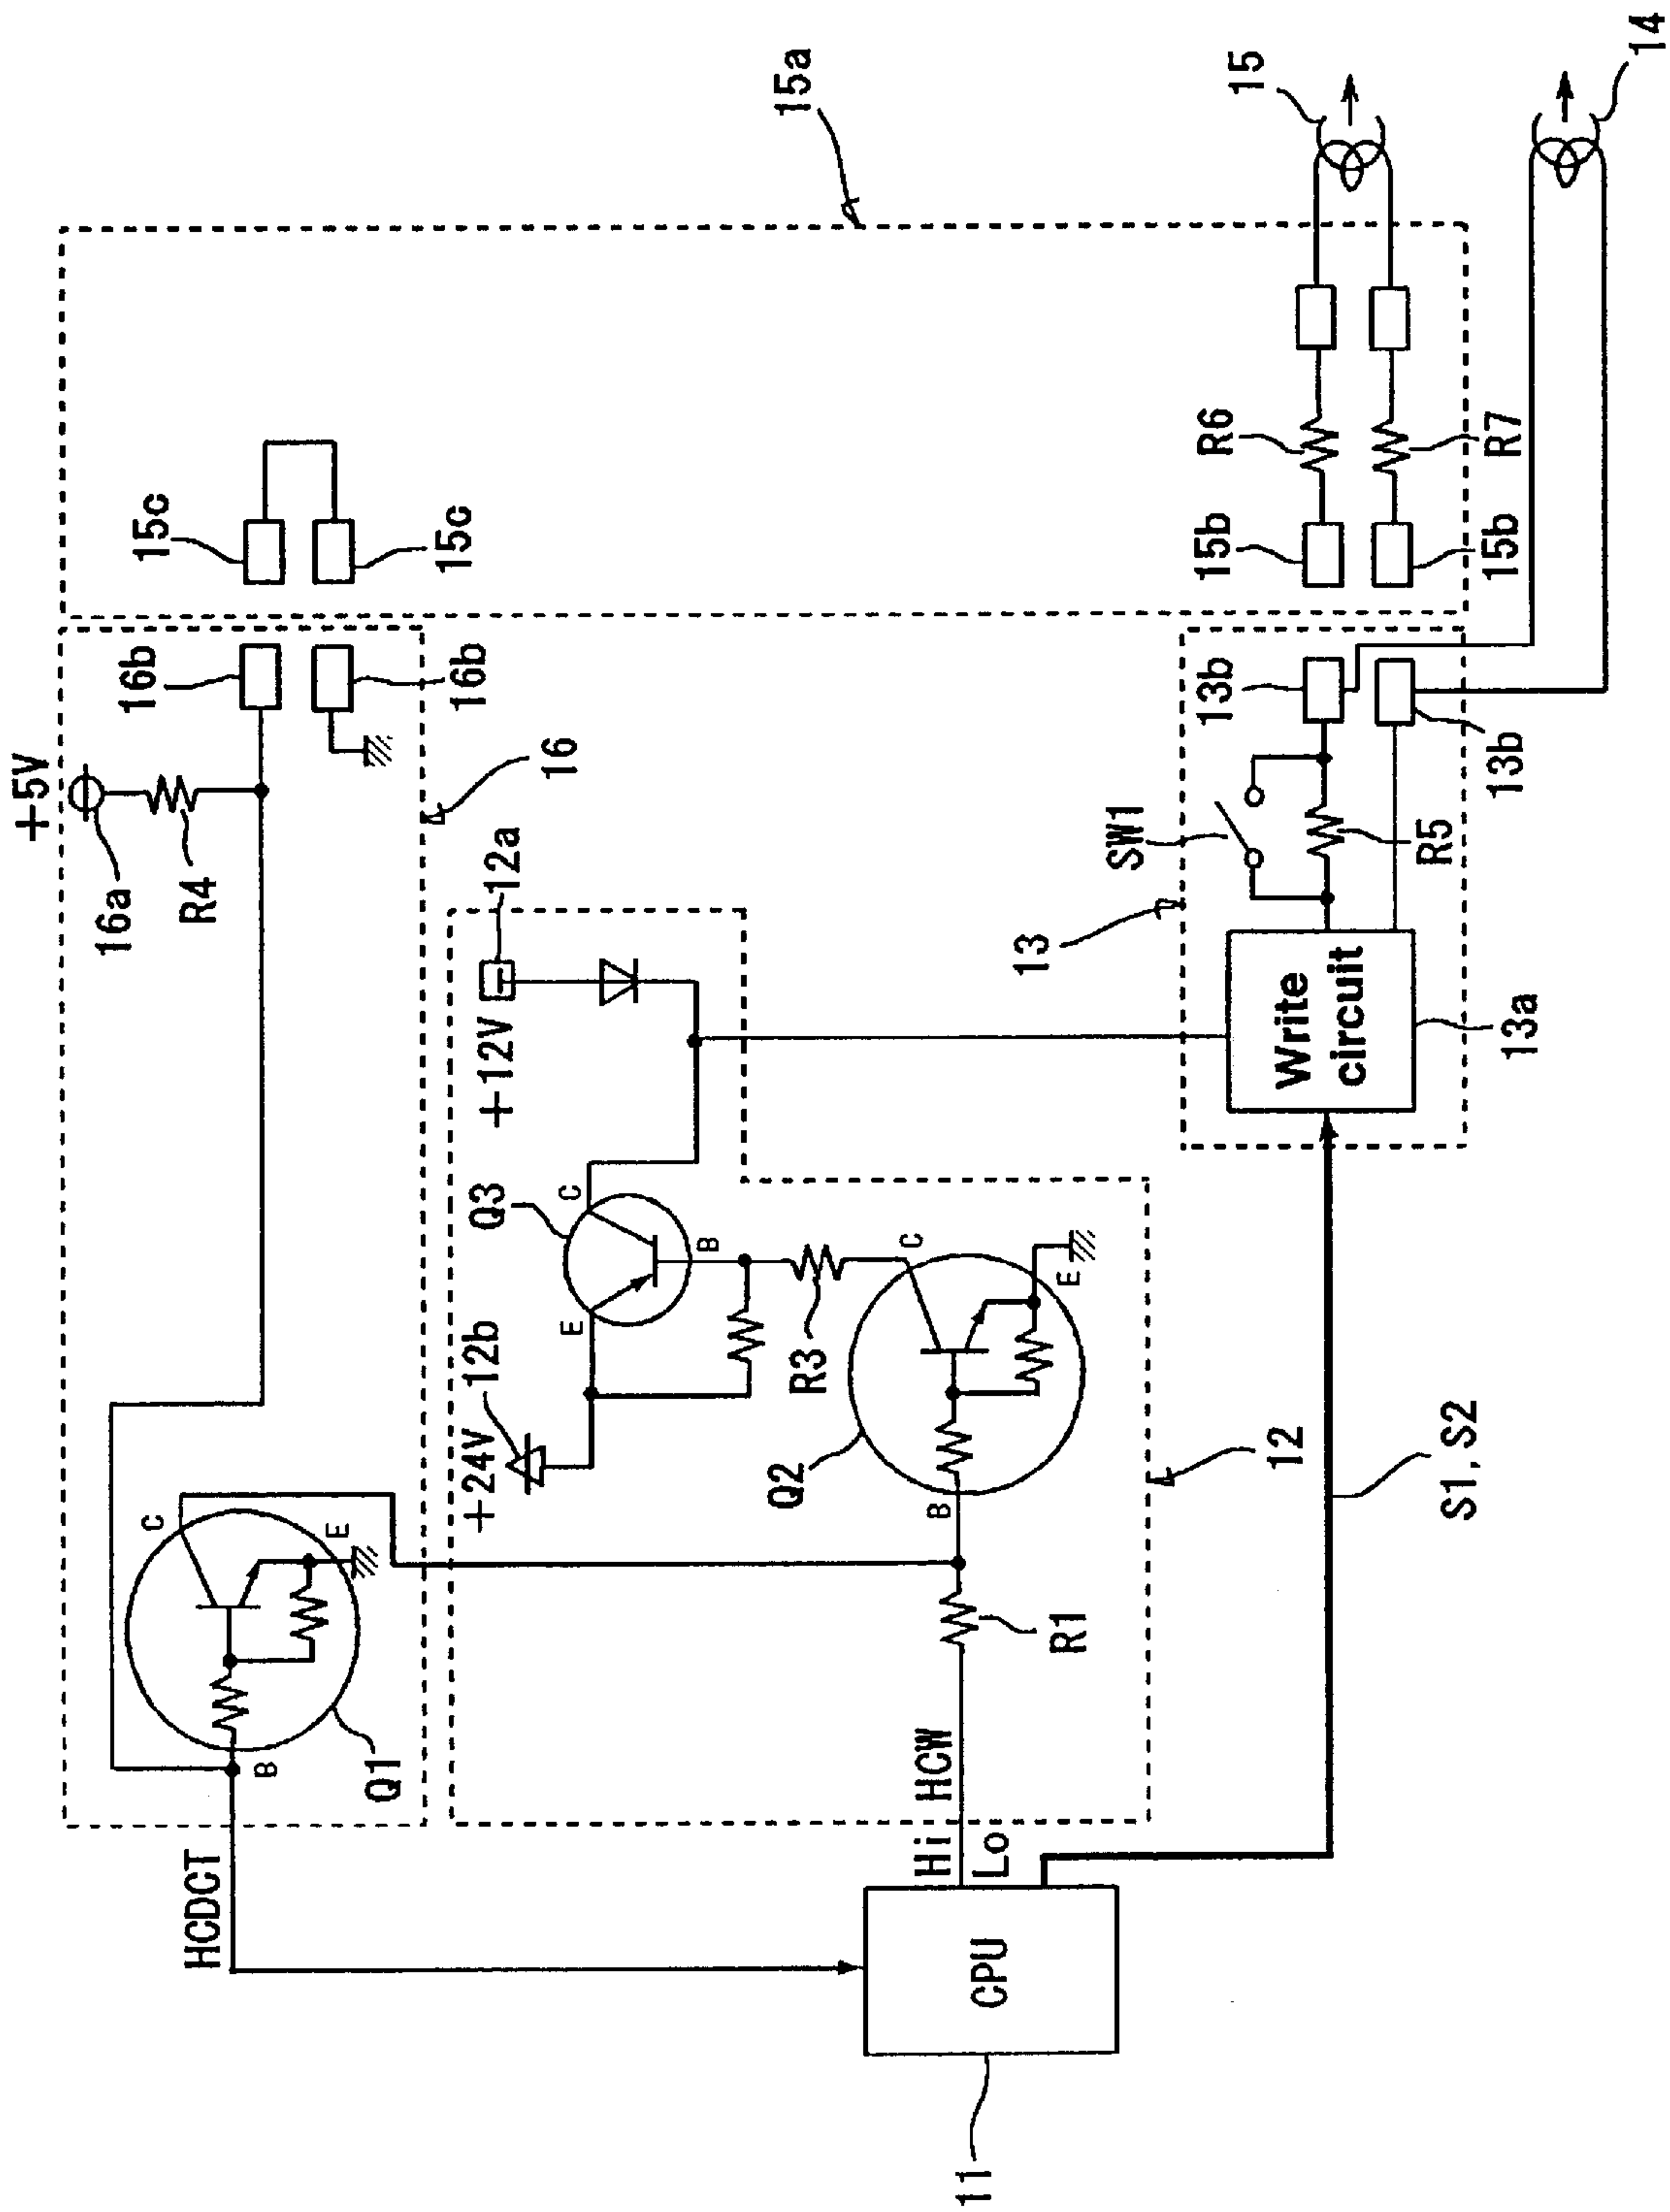 +5V
16a
R4
16b
16b
15c
15c
15a
16
HCDCT
B
C
E
Q1
+24V
12b
E
C
B
Q3
+12V
12a
R3
Q2
B
C
E
12
R1
HCW
Hi
Lo
CPU
11
S1, S2
Write
circuit
13a
13
SW1
R5
13b
13b
15b
15b
R6
R7
15
14